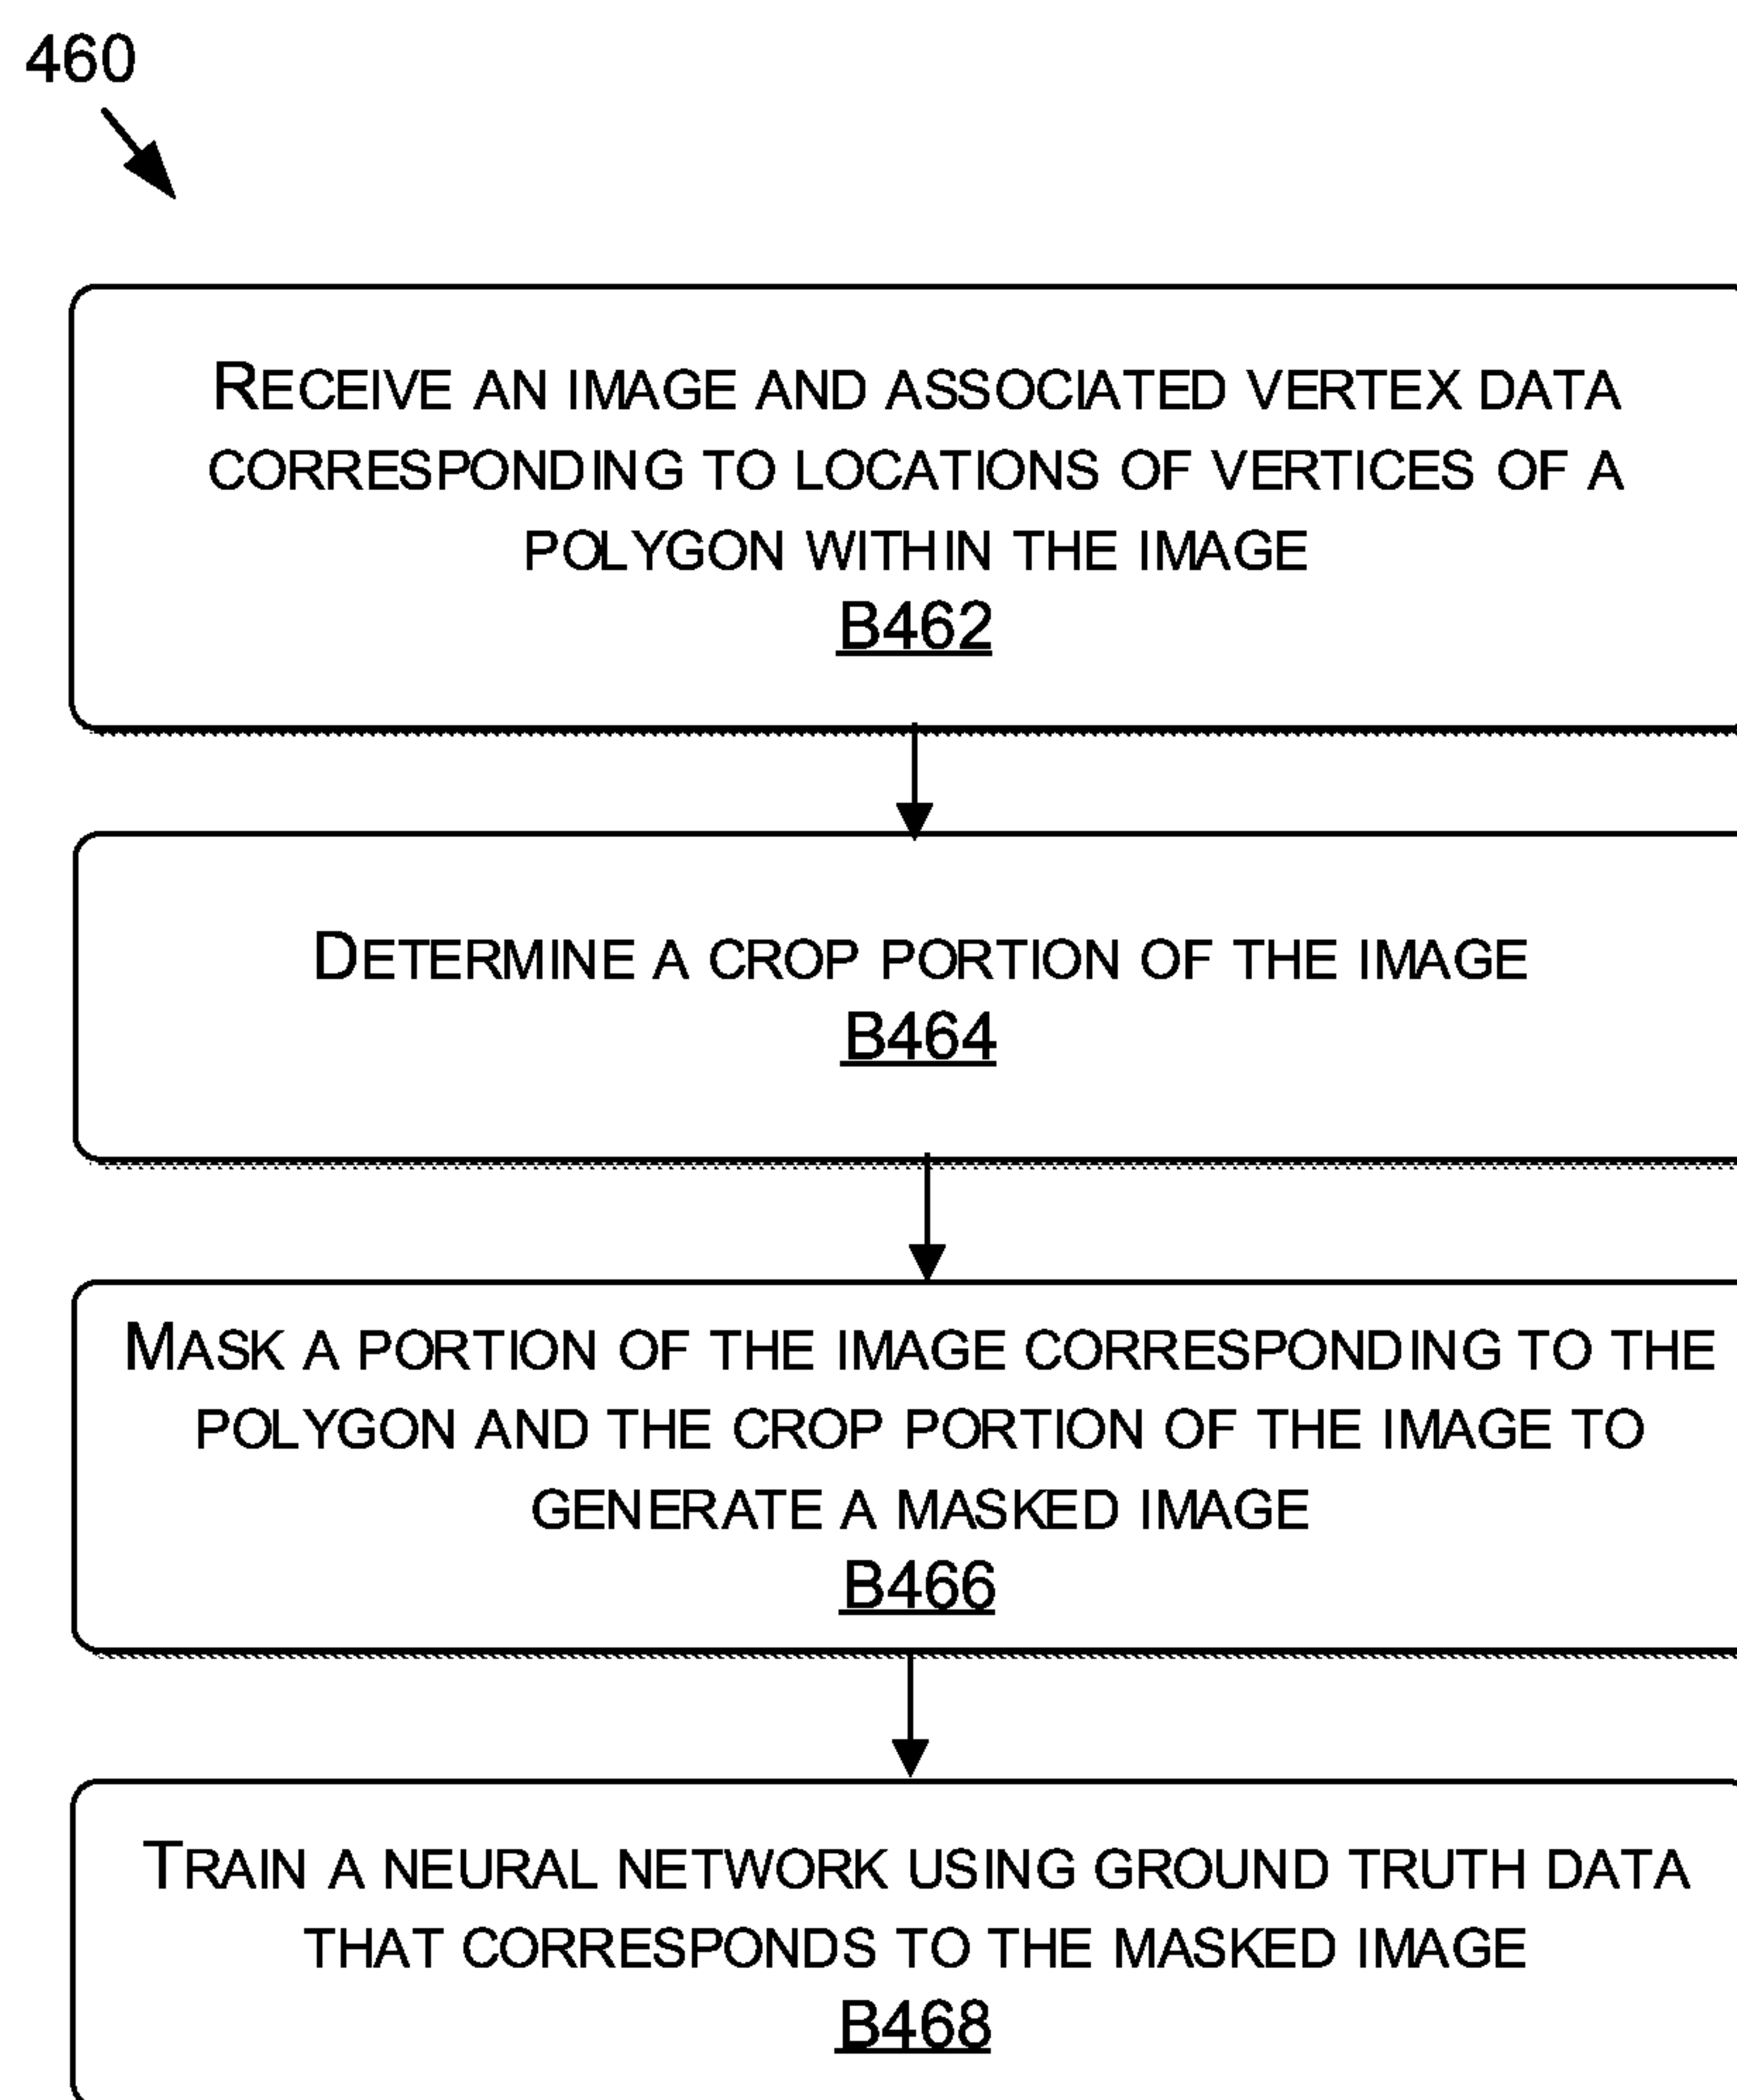 460
RECEIVE AN IMAGE AND ASSOCIATED VERTEX DATA
CORRESPONDING TO LOCATIONS OF VERTICES OF A
POLYGON WITHIN THE IMAGE
B462
DETERMINE A CROP PORTION OF THE IMAGE
B464
MASK A PORTION OF THE IMAGE CORRESPONDING TO THE
POLYGON AND THE CROP PORTION OF THE IMAGE TO
GENERATE A MASKED IMAGE
B466
TRAIN A NEURAL NETWORK USING GROUND TRUTH DATA
THAT CORRESPONDS TO THE MASKED IMAGE
B468